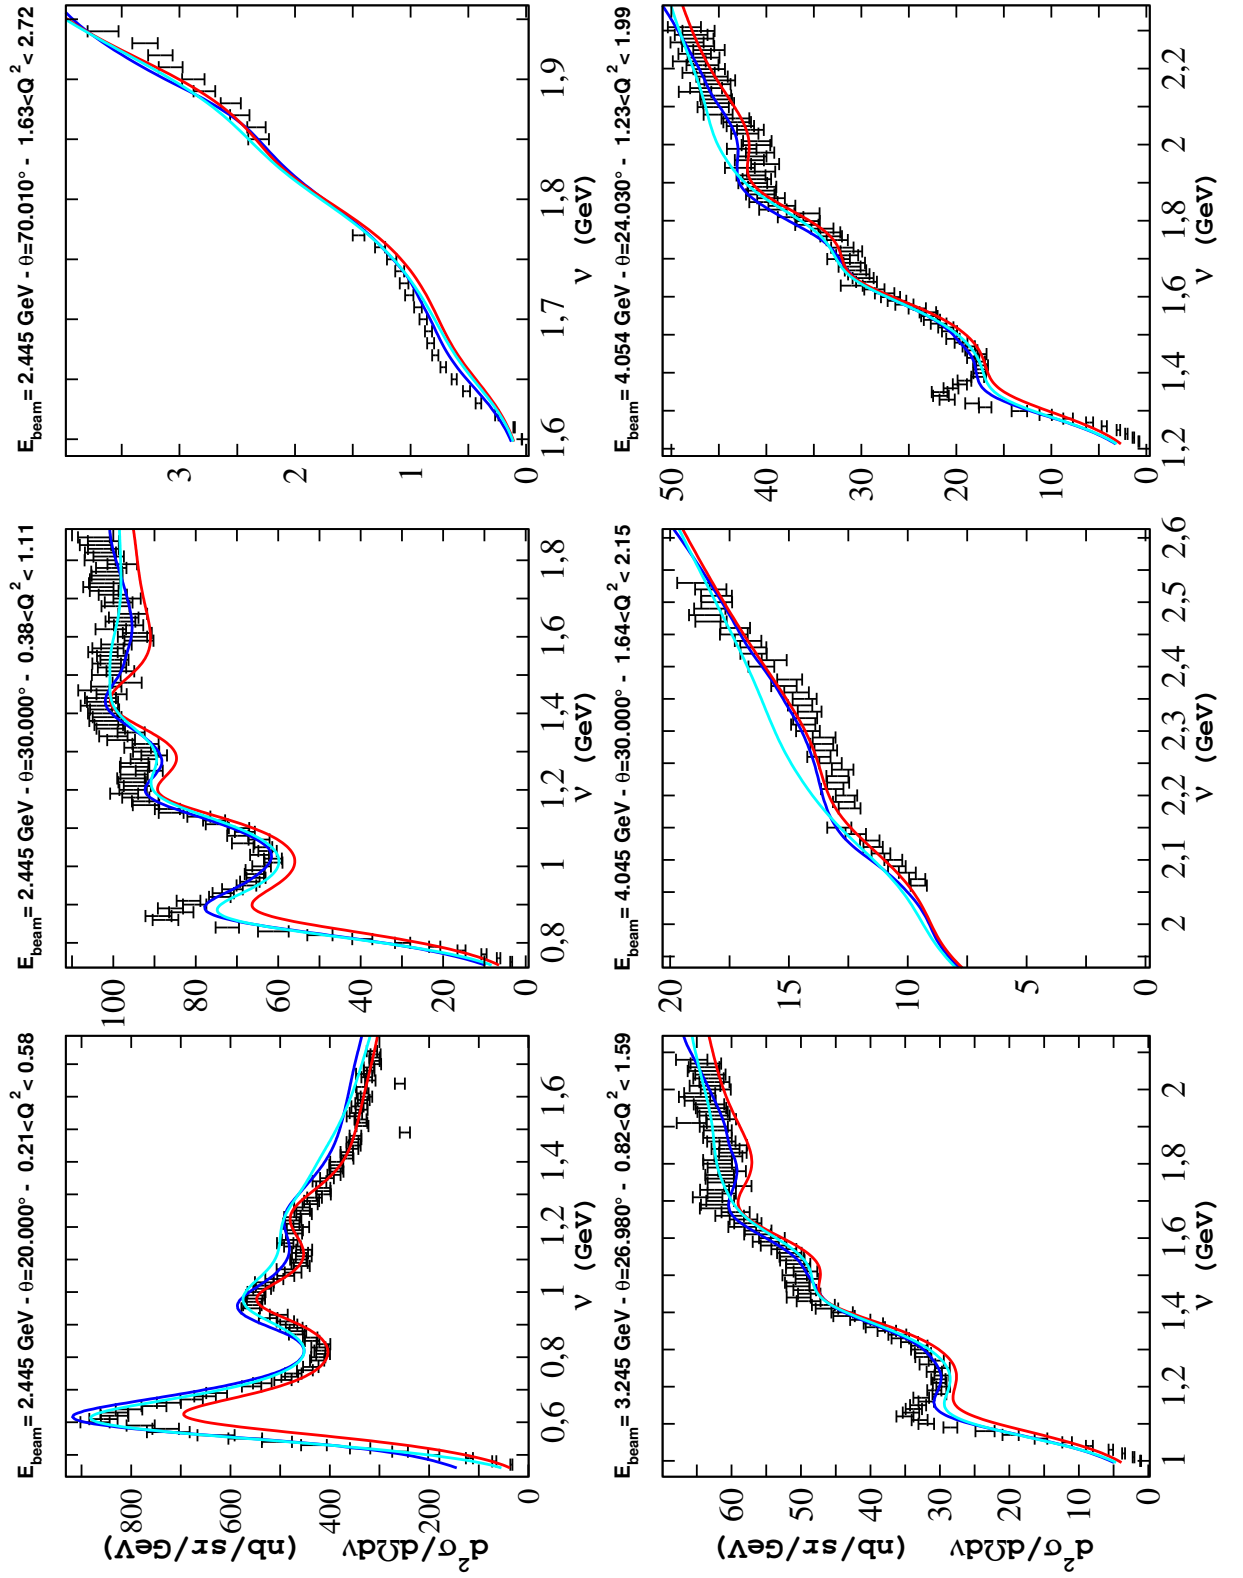 E_beam= 2.445 GeV - θ=20.000° - 0.21<Q² < 0.58
d²σ/dΩdν (nb/sr/GeV)
800
600
400
200
0
0,6 0,8 1 1,2 1,4 1,6
ν (GeV)
E_beam= 2.445 GeV - θ=30.000° - 0.38<Q² < 1.11
100
80
60
40
20
0
0,8 1 1,2 1,4 1,6 1,8
ν (GeV)
E_beam= 2.445 GeV - θ=70.010° - 1.63<Q² < 2.72
3
2
1
0
1,6 1,7 1,8 1,9
ν (GeV)
E_beam= 3.245 GeV - θ=26.980° - 0.82<Q² < 1.59
d²σ/dΩdν (nb/sr/GeV)
60
50
40
30
20
10
0
1 1,2 1,4 1,6 1,8 2
ν (GeV)
E_beam= 4.045 GeV - θ=30.000° - 1.64<Q² < 2.15
20
15
10
5
0
2 2,1 2,2 2,3 2,4 2,5 2,6
ν (GeV)
E_beam= 4.054 GeV - θ=24.030° - 1.23<Q² < 1.99
50
40
30
20
10
0
1,2 1,4 1,6 1,8 2 2,2
ν (GeV)